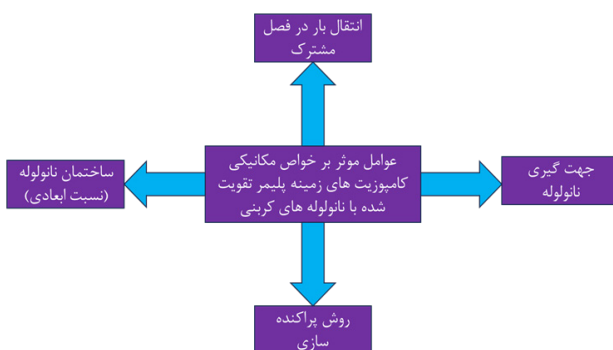 انتقال بار در فصل
مشترک
عوامل موثر بر خواص مکانیکی
کامپوزیت های زمینه پلیمر تقویت
شده با نانولوله های کربنی
جهت گیری
نانولوله
ساختمان نانولوله
(نسبت ابعادی)
روش پراکنده
سازی